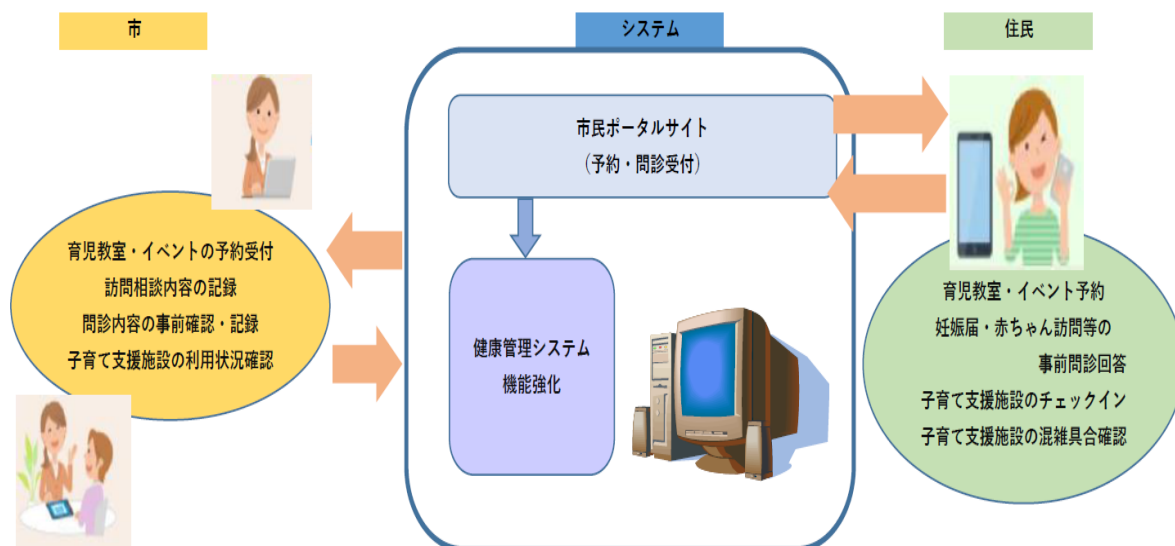 市
システム
住民
市民ポータルサイト
(予約・問診受付)
育児教室・イベントの予約受付
訪問相談内容の記録
問診内容の事前確認・記録
子育て支援施設の利用状況確認
健康管理システム
機能強化
育児教室・イベント予約
妊娠届・赤ちゃん訪問等の
事前問診回答
子育て支援施設のチェックイン
子育て支援施設の混雑具合確認